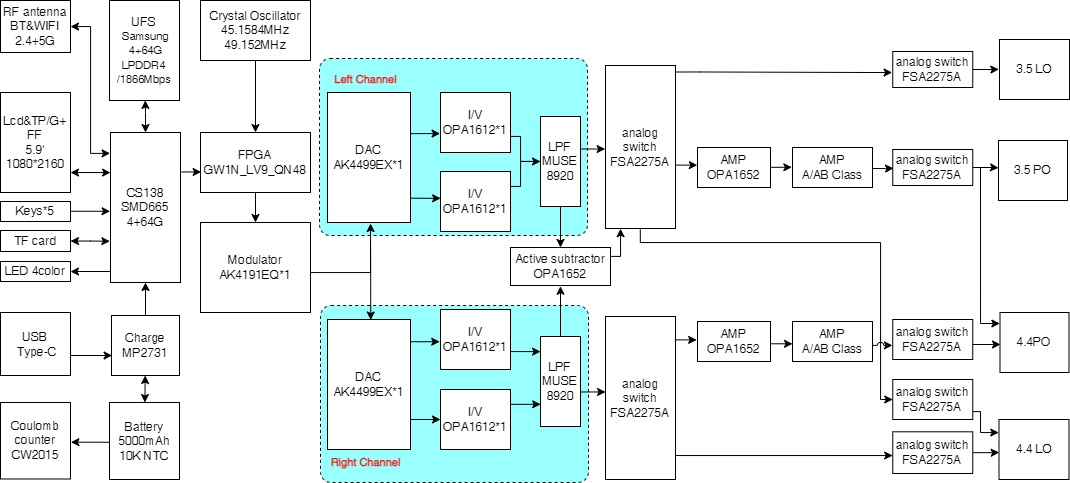 RF antenna
BT&WIFI
2.4+5G
UFS
Samsung
4+64G
LPDDR4
/1866Mbps
Crystal Oscillator
45.1584MHz
49.152MHz
Lcd&TP/G+
FF
5.9'
1080*2160
Keys*5
TF card
LED 4color
CS138
SMD665
4+64G
FPGA
GW1N_LV9_QN48
Modulator
AK4191EQ*1
USB
Type-C
Charge
MP2731
Coulomb
counter
CW2015
Battery
5000mAh
10K NTC
Left Channel
DAC
AK4499EX*1
I/V
OPA1612*1
I/V
OPA1612*1
LPF
MUSE
8920
Active subtractor
OPA1652
DAC
AK4499EX*1
I/V
OPA1612*1
I/V
OPA1612*1
LPF
MUSE
8920
Right Channel
analog
switch
FSA2275A
AMP
OPA1652
AMP
A/AB Class
analog switch
FSA2275A
3.5 LO
analog switch
FSA2275A
3.5 PO
analog
switch
FSA2275A
AMP
OPA1652
AMP
A/AB Class
analog switch
FSA2275A
4.4PO
analog switch
FSA2275A
analog switch
FSA2275A
4.4 LO